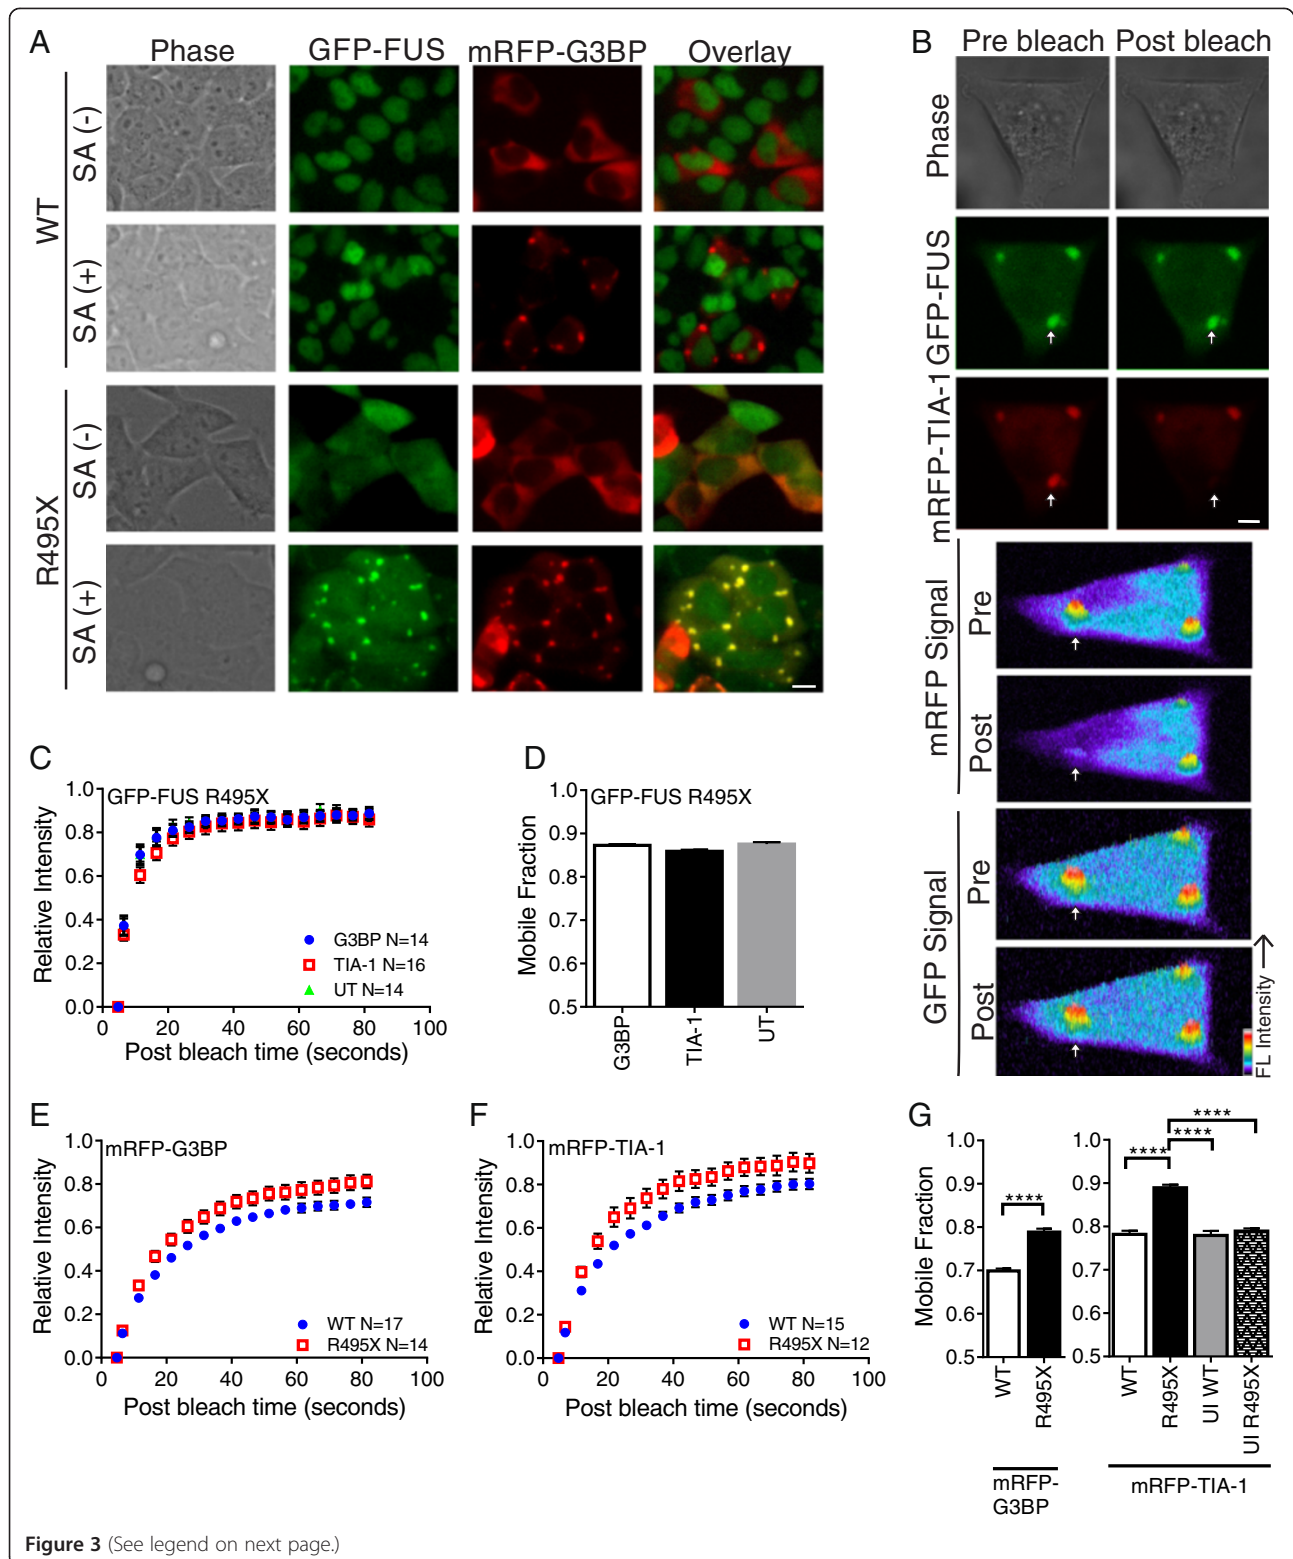 A
Phase GFP-FUS mRFP-G3BP Overlay
WT
SA (-)
SA (+)
R495X
SA (-)
SA (+)
B
Pre bleach Post bleach
Phase
GFP-FUS
mRFP-TIA-1
mRFP Signal
Pre
Post
GFP Signal
Pre
Post
FL Intensity
C
GFP-FUS R495X
Relative Intensity
1.0
0.8
0.6
0.4
0.2
0.0
0 20 40 60 80 100
Post bleach time (seconds)
G3BP N=14
TIA-1 N=16
UT N=14
D
GFP-FUS R495X
Mobile Fraction
1.0
0.9
0.8
0.7
0.6
0.5
G3BP
TIA-1
UT
E
mRFP-G3BP
Relative Intensity
1.0
0.8
0.6
0.4
0.2
0.0
0 20 40 60 80 100
Post bleach time (seconds)
WT N=17
R495X N=14
F
mRFP-TIA-1
Relative Intensity
1.0
0.8
0.6
0.4
0.2
0.0
0 20 40 60 80 100
Post bleach time (seconds)
WT N=15
R495X N=12
G
Mobile Fraction
1.0
0.9
0.8
0.7
0.6
0.5
****
WT
R495X
mRFP-
G3BP
1.0
0.9
0.8
0.7
0.6
0.5
****
****
****
WT
R495X
UI WT
UI R495X
mRFP-TIA-1
Figure 3 (See legend on next page.)